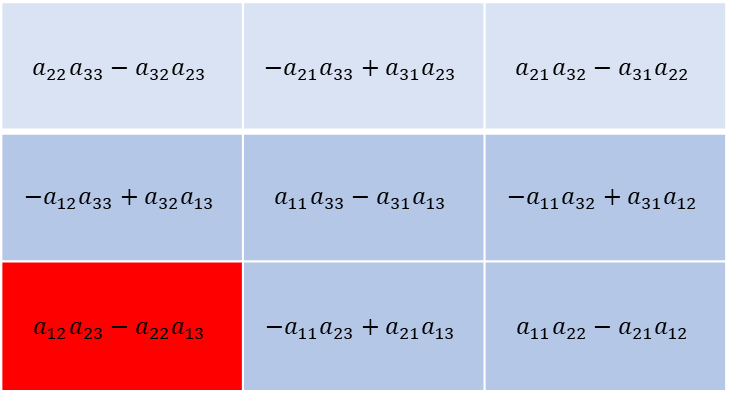 a₂₂a₃₃ − a₃₂a₂₃
−a₂₁a₃₃ + a₃₁a₂₃
a₂₁a₃₂ − a₃₁a₂₂
−a₁₂a₃₃ + a₃₂a₁₃
a₁₁a₃₃ − a₃₁a₁₃
−a₁₁a₃₂ + a₃₁a₁₂
a₁₂a₂₃ − a₂₂a₁₃
−a₁₁a₂₃ + a₂₁a₁₃
a₁₁a₂₂ − a₂₁a₁₂